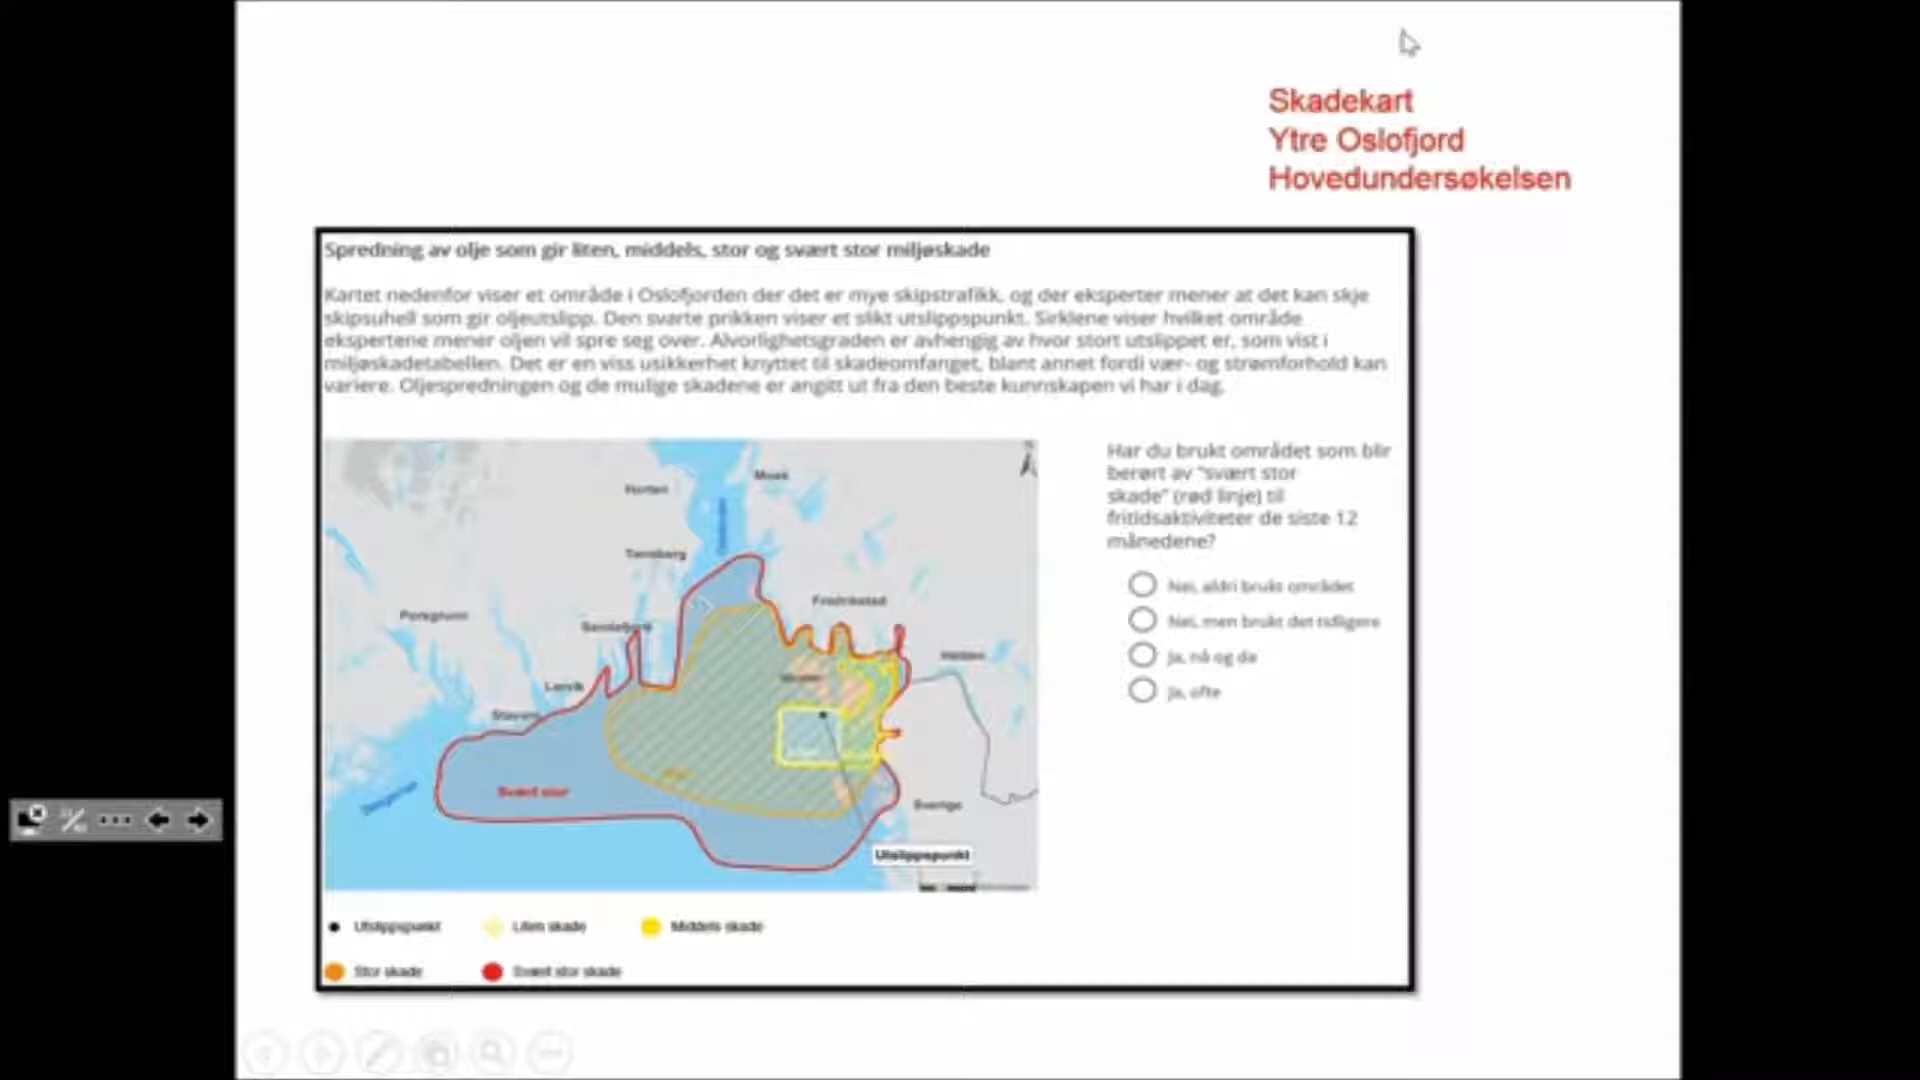 Skadekart
Ytre Oslofjord
Hovedundersøkelsen
Spredning av olje som gir liten, middels, stor og svært stor miljøskade
Kartet nedenfor viser et område i Oslofjorden der det er mye skipstrafikk, og der eksperter mener at det kan skje
skipsuhell som gir oljeutslipp. Den svarte prikken viser et slikt utslippspunkt. Sirklene viser hvilket område
ekspertene mener oljen vil spre seg over. Alvorlighetsgraden er avhengig av hvor stort utslippet er, som vist i
miljøskadetabellen. Det er en viss usikkerhet knyttet til skadeomfanget, blant annet fordi vær- og strømforhold kan
variere. Oljespredningen og de mulige skadene er angitt ut fra den beste kunnskapen vi har i dag.
Har du brukt området som blir
berørt av "svært stor
skade" (rød linje) til
fritidsaktiviteter de siste 12
månedene?
Nei, aldri brukt området
Nei, men brukt det tidligere
Ja, nå og da
Ja, ofte
Moss
Horten
Tønsberg
Fredrikstad
Porsgrunn
Sandefjord
Halden
Larvik
Stavern
Svært stor
Sverige
Utslippspunkt
Utslippspunkt
Liten skade
Middels skade
Stor skade
Svært stor skade